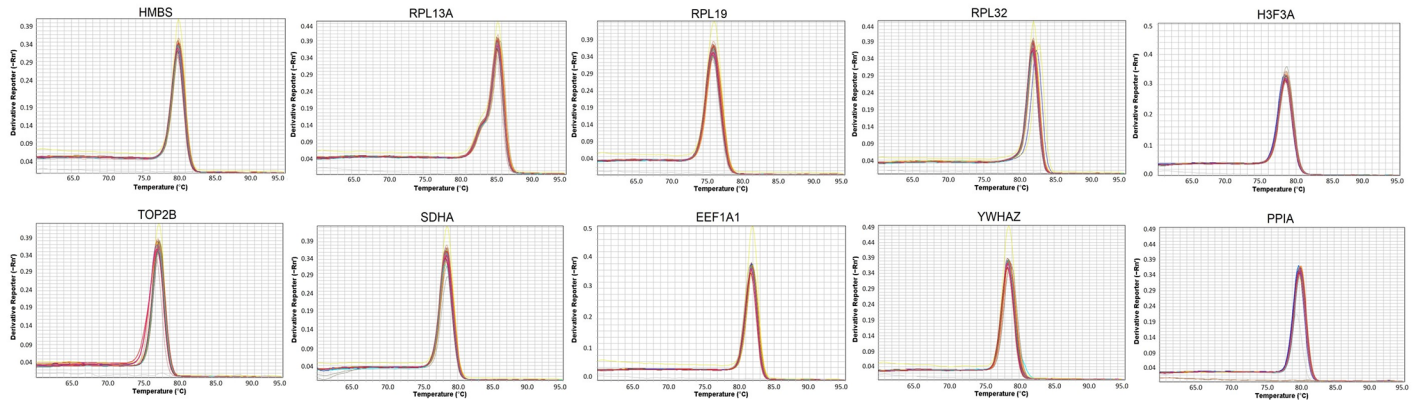 HMBS
Derivative Reporter (−Rn')
0.39
0.34
0.29
0.24
0.19
0.14
0.09
0.04
65.0 70.0 75.0 80.0 85.0 90.0 95.0
Temperature (°C)
RPL13A
Derivative Reporter (−Rn')
0.44
0.39
0.34
0.29
0.24
0.19
0.14
0.09
0.04
65.0 70.0 75.0 80.0 85.0 90.0 95.0
Temperature (°C)
RPL19
Derivative Reporter (−Rn')
0.39
0.34
0.29
0.24
0.19
0.14
0.09
0.04
65.0 70.0 75.0 80.0 85.0 90.0 95.0
Temperature (°C)
RPL32
Derivative Reporter (−Rn')
0.44
0.39
0.34
0.29
0.24
0.19
0.14
0.09
0.04
65.0 70.0 75.0 80.0 85.0 90.0 95.0
Temperature (°C)
H3F3A
Derivative Reporter (−Rn')
0.5
0.4
0.3
0.2
0.1
0.0
65.0 70.0 75.0 80.0 85.0 90.0 95.0
Temperature (°C)
TOP2B
Derivative Reporter (−Rn')
0.39
0.34
0.29
0.24
0.19
0.14
0.09
0.04
65.0 70.0 75.0 80.0 85.0 90.0 95.0
Temperature (°C)
SDHA
Derivative Reporter (−Rn')
0.39
0.34
0.29
0.24
0.19
0.14
0.09
0.04
65.0 70.0 75.0 80.0 85.0 90.0 95.0
Temperature (°C)
EEF1A1
Derivative Reporter (−Rn')
0.5
0.4
0.3
0.2
0.1
0.0
65.0 70.0 75.0 80.0 85.0 90.0 95.0
Temperature (°C)
YWHAZ
Derivative Reporter (−Rn')
0.49
0.44
0.39
0.34
0.29
0.24
0.19
0.14
0.09
0.04
65.0 70.0 75.0 80.0 85.0 90.0 95.0
Temperature (°C)
PPIA
Derivative Reporter (−Rn')
0.49
0.44
0.39
0.34
0.29
0.24
0.19
0.14
0.09
0.04
65.0 70.0 75.0 80.0 85.0 90.0 95.0
Temperature (°C)